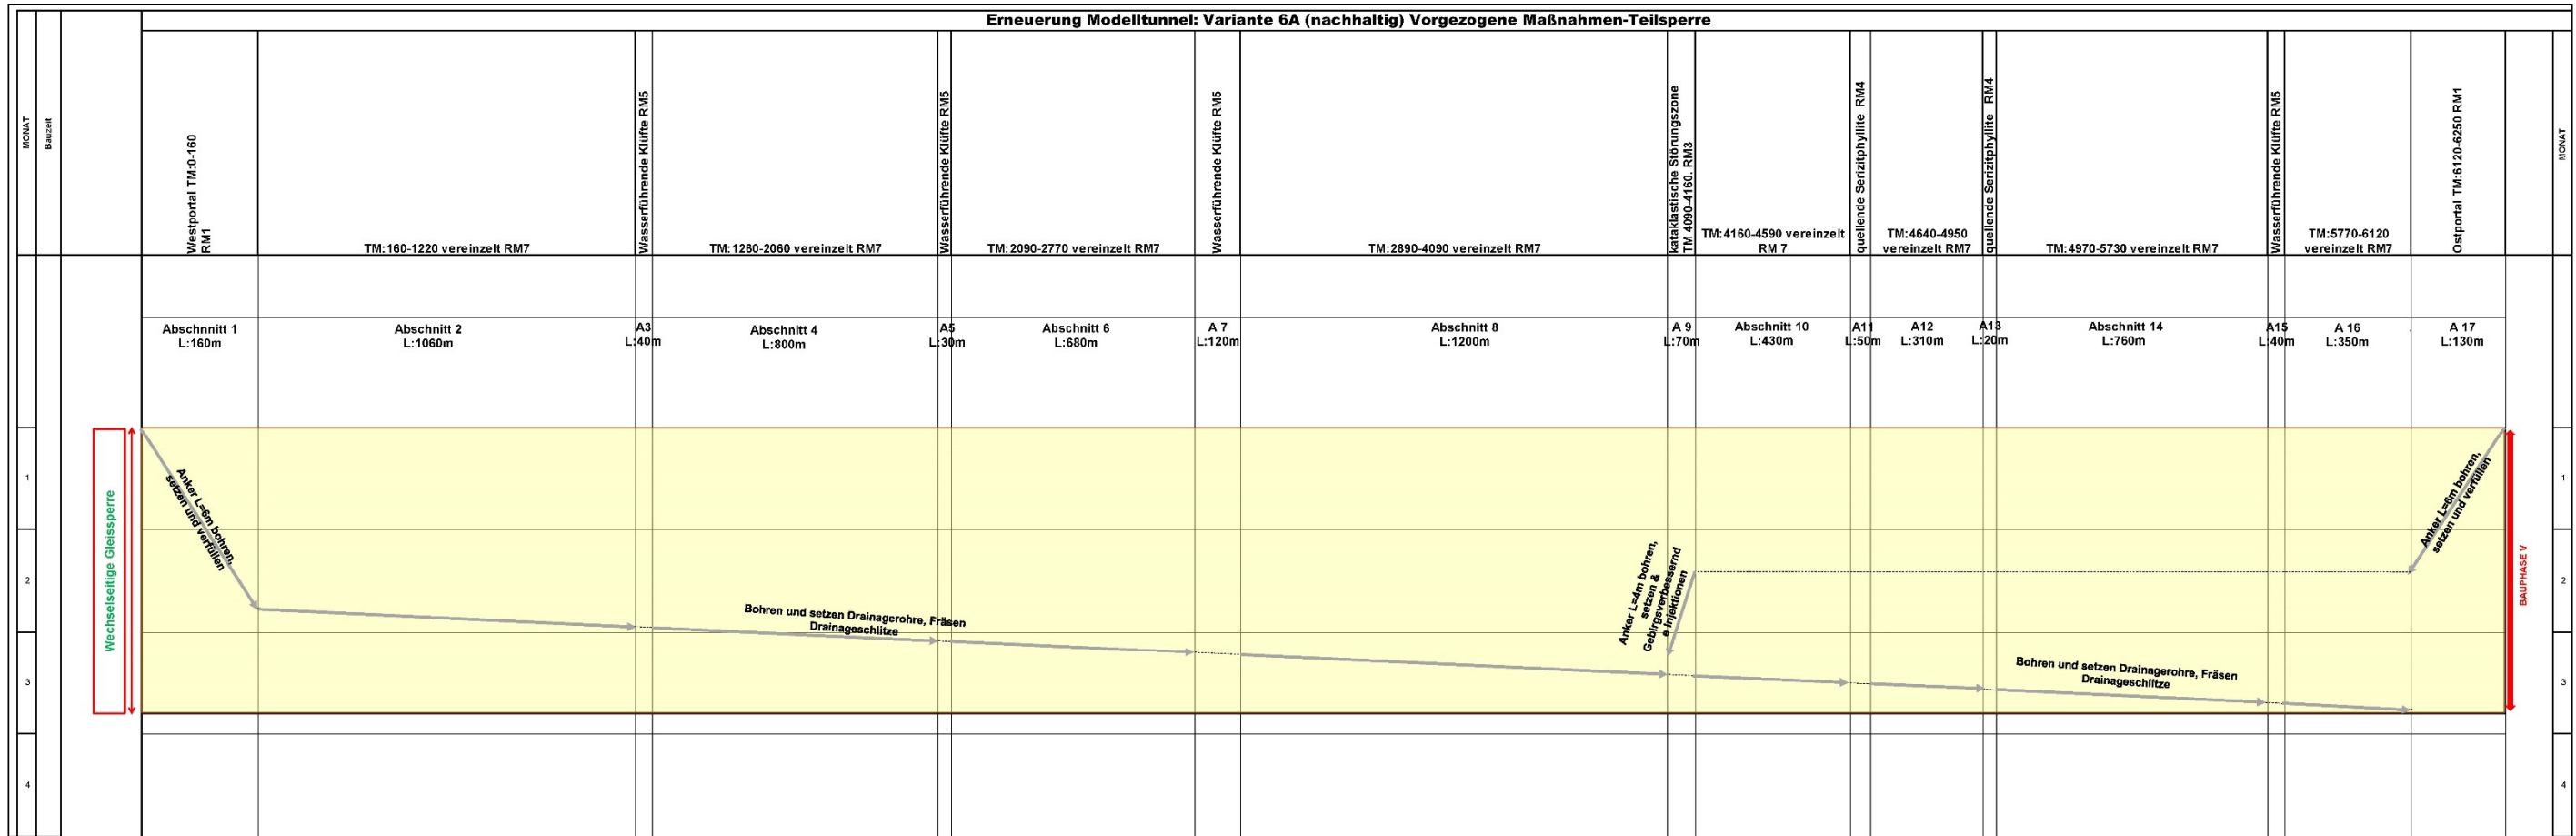 Erneuerung Modelltunnel: Variante 6A (nachhaltig) Vorgezogene Maßnahmen-Teilsperre
MONAT
Bauzeit
Westportal TM:0-160
RM1
TM:160-1220 vereinzelt RM7
Wasserführende Klüfte RM5
TM:1260-2060 vereinzelt RM7
Wasserführende Klüfte RM5
TM:2090-2770 vereinzelt RM7
Wasserführende Klüfte RM5
TM:2890-4090 vereinzelt RM7
kataklastische Störungszone
TM 4090-4160. RM3
TM:4160-4590 vereinzelt
RM 7
quellende Serizitphyllite RM4
TM:4640-4950
vereinzelt RM7
quellende Serizitphyllite RM4
TM:4970-5730 vereinzelt RM7
Wasserführende Klüfte RM5
TM:5770-6120
vereinzelt RM7
Ostportal TM:6120-6250 RM1
MONAT
Abschnnitt 1
L:160m
Abschnitt 2
L:1060m
A3
L:40m
Abschnitt 4
L:800m
A5
L:30m
Abschnitt 6
L:680m
A 7
L:120m
Abschnitt 8
L:1200m
A 9
L:70m
Abschnitt 10
L:430m
A11
L:50m
A12
L:310m
A13
L:20m
Abschnitt 14
L:760m
A15
L:40m
A 16
L:350m
A 17
L:130m
1
2
3
4
Wechselseitige Gleissperre
Anker L=6m bohren,
setzen und verfüllen
Bohren und setzen Drainagerohre, Fräsen
Drainageschlitze
Anker L=4m bohren,
setzen &
Gebirgsverbessernd
e Injektionen
Bohren und setzen Drainagerohre, Fräsen
Drainageschlitze
Anker L=6m bohren,
setzen und verfüllen
BAUPHASE V
1
2
3
4